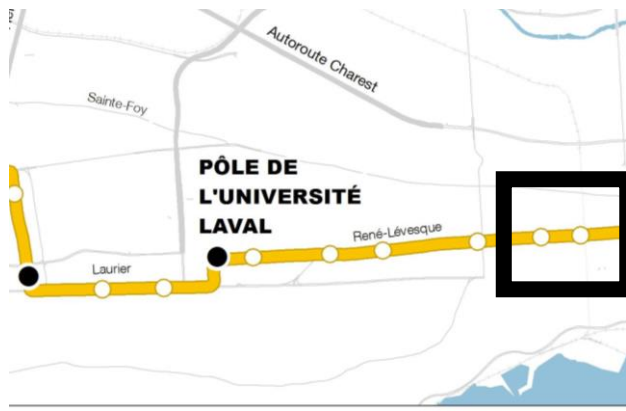 Autoroute Charest
Sainte-Foy
PÔLE DE
L'UNIVERSITÉ
LAVAL
René-Lévesque
Laurier